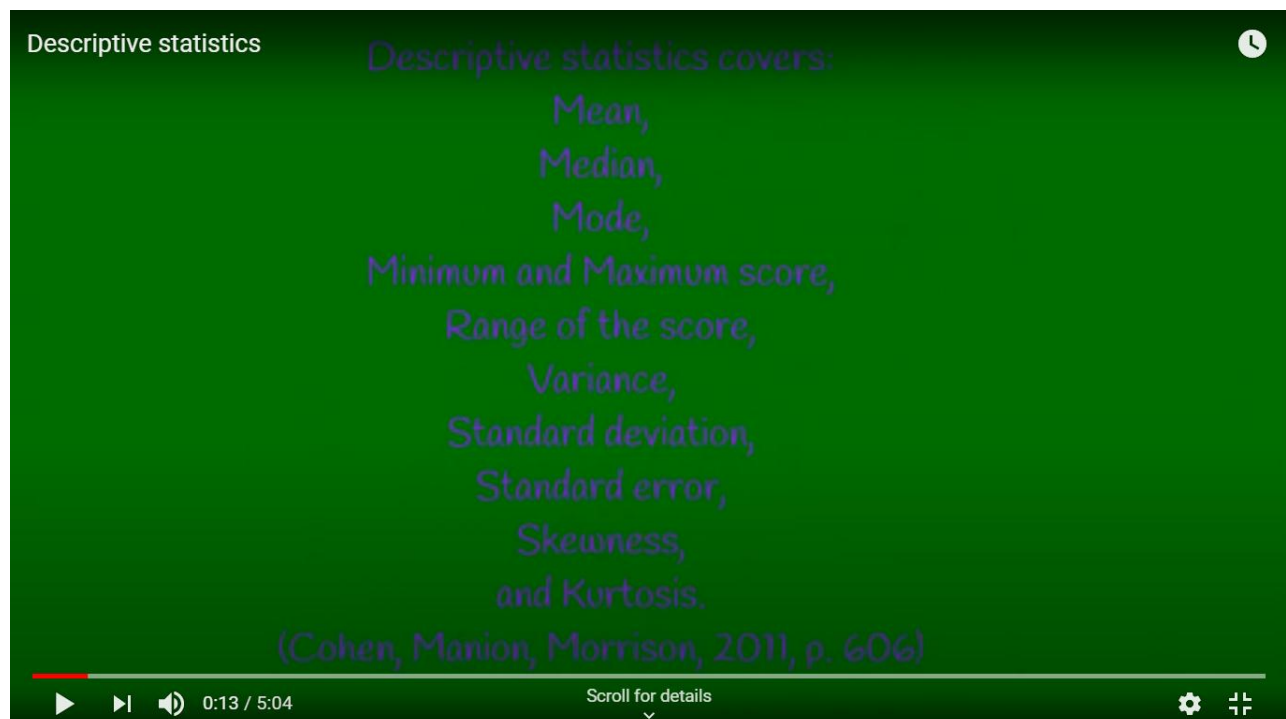 Descriptive statistics
Descriptive statistics covers:
Mean,
Median,
Mode,
Minimum and Maximum score,
Range of the score,
Variance,
Standard deviation,
Standard error,
Skewness,
and Kurtosis.
(Cohen, Manion, Morrison, 2011, p. 606)
0:13 / 5:04
Scroll for details